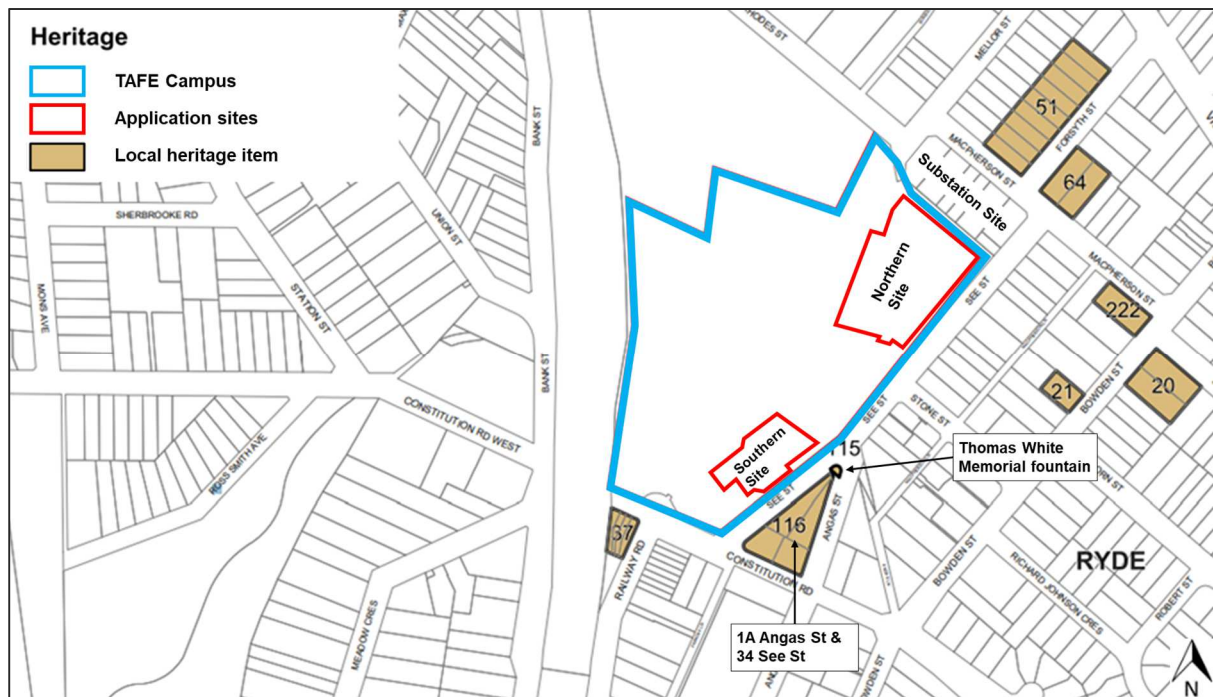 Heritage
TAFE Campus
Application sites
Local heritage item
RHODES ST
MELLOR ST
BANK ST
51
FORSYTH ST
MACPHERSON ST
64
Substation Site
SHERBROOKE RD
UNION ST
Northern
Site
MACPHERSON ST
SEE ST
222
MONS AVE
STATION ST
BANK ST
21
20
BOWDEN ST
CONSTITUTION RD WEST
SEE ST
STONE ST
Southern
Site
115
Thomas White
Memorial fountain
ROSS SMITH AVE
SEE ST
116
ANGAS ST
37
RAILWAY RD
CONSTITUTION RD
BOWDEN ST
RYDE
RICHARD JOHNSON CRES
ROBERT ST
MEADOW CRES
1A Angas St &
34 See St
BOWDEN ST
N